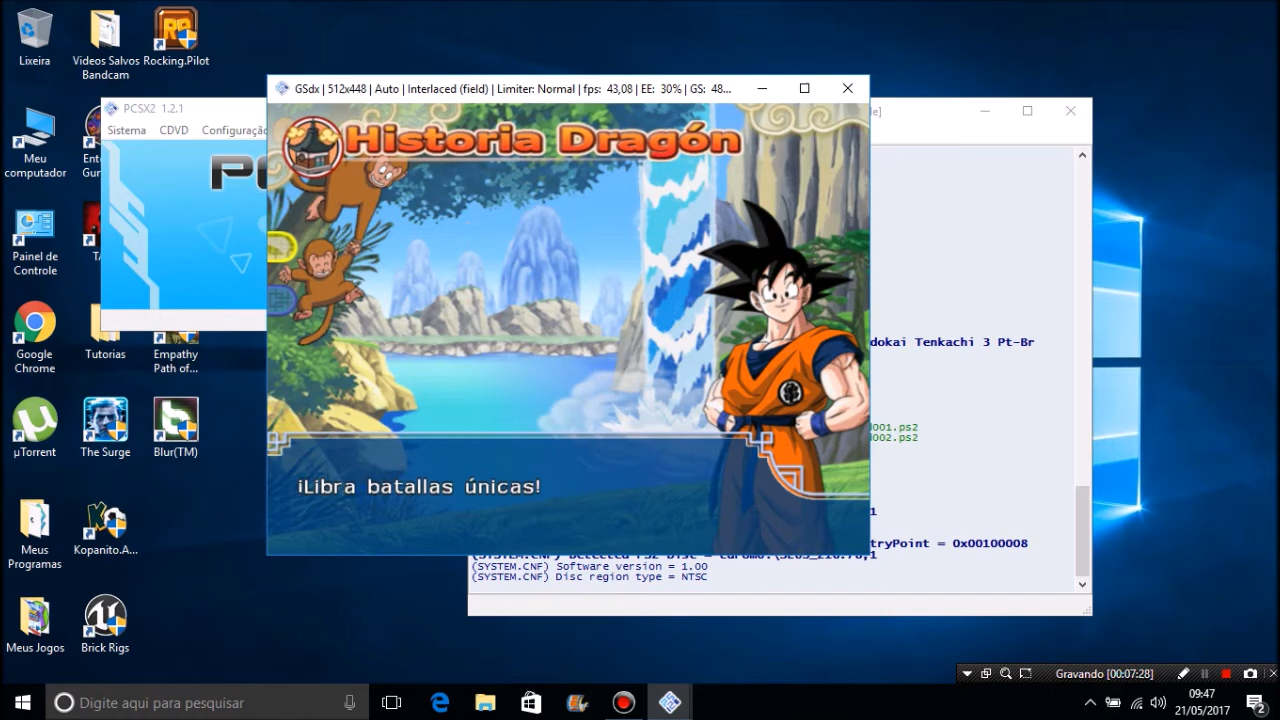 Lixeira
Videos Salvos
Bandcam
Rocking.Pilot
Meu
computador
Painel de
Controle
Google
Chrome
Tutorias
Empathy
Path of...
µTorrent
The Surge
Blur(TM)
Meus
Programas
Kopanito.A...
Meus Jogos
Brick Rigs
PCSX2 1.2.1
Sistema CDVD Configuração
GSdx | 512x448 | Auto | Interlaced (field) | Limiter: Normal | fps: 43,08 | EE: 30% | GS: 48...
Historia Dragón
¡Libra batallas únicas!
dokai Tenkachi 3 Pt-Br
001.ps2
002.ps2
tryPoint = 0x00100008
(SYSTEM.CNF) Software version = 1.00
(SYSTEM.CNF) Disc region type = NTSC
Gravando [00:07:28]
Digite aqui para pesquisar
09:47
21/05/2017
2